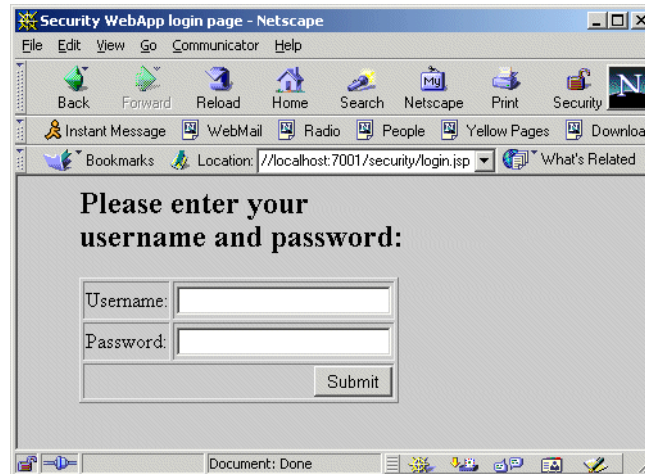 Security WebApp login page - Netscape
File Edit View Go Communicator Help
Back Forward Reload Home Search Netscape Print Security N
My
Instant Message WebMail Radio People Yellow Pages Downloa
Bookmarks Location: //localhost:7001/security/login.jsp What's Related
Please enter your
username and password:
Username:
Password:
Submit
Document: Done